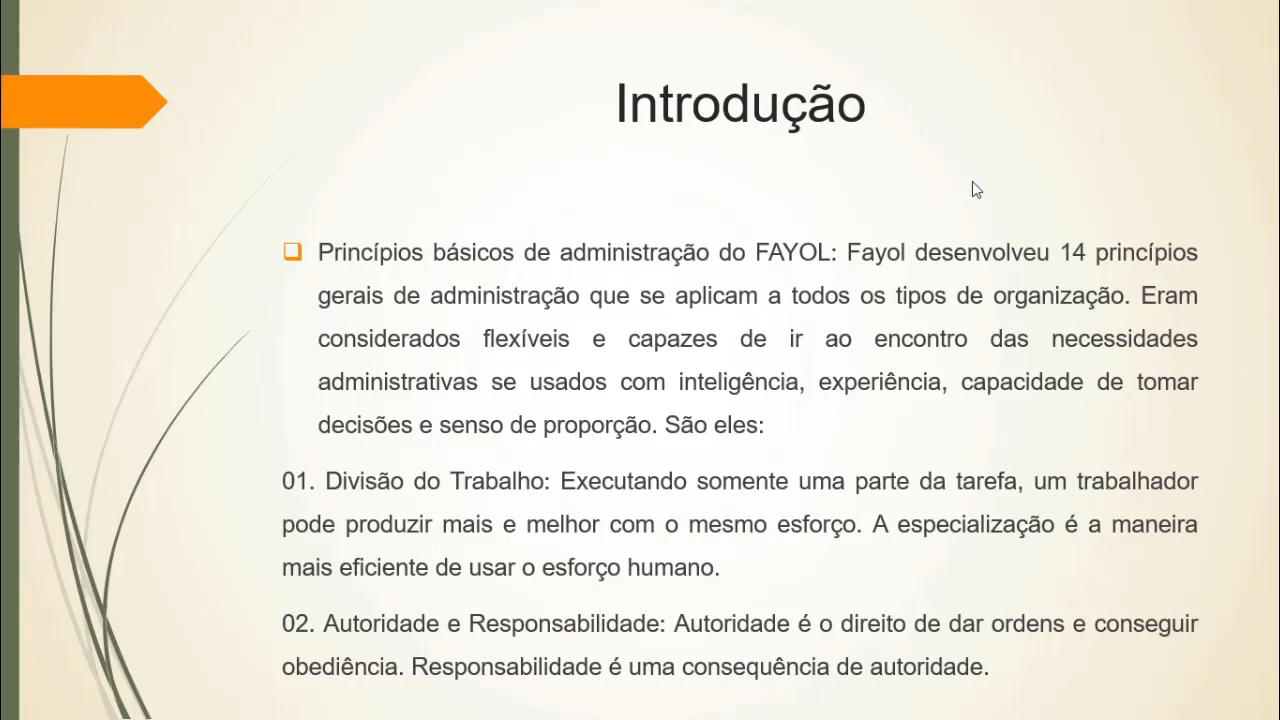 Introdução
Princípios básicos de administração do FAYOL: Fayol desenvolveu 14 princípios
gerais de administração que se aplicam a todos os tipos de organização. Eram
considerados flexíveis e capazes de ir ao encontro das necessidades
administrativas se usados com inteligência, experiência, capacidade de tomar
decisões e senso de proporção. São eles:
01. Divisão do Trabalho: Executando somente uma parte da tarefa, um trabalhador
pode produzir mais e melhor com o mesmo esforço. A especialização é a maneira
mais eficiente de usar o esforço humano.
02. Autoridade e Responsabilidade: Autoridade é o direito de dar ordens e conseguir
obediência. Responsabilidade é uma consequência de autoridade.